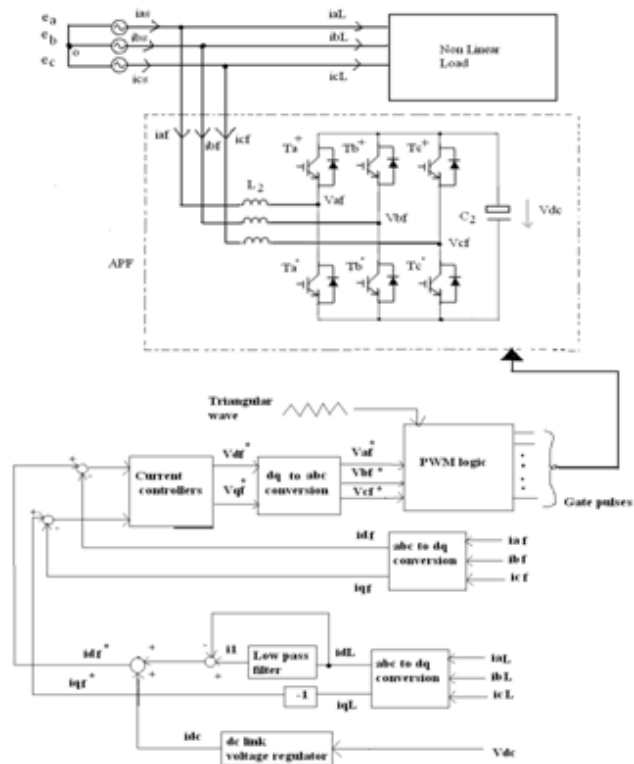 ea
ias
iaL
eb
ibs
ibL
Non Linear
Load
o
ec
ics
icL
iaf
ibf
icf
Ta+
Tb+
Tc+
L2
Vaf
Vbf
C2
Vdc
Vcf
APF
Ta-
Tb-
Tc-
Triangular
wave
PWM logic
Gate pulses
+
-
Current
controllers
Vdf*
Vqf*
dq to abc
conversion
Vaf*
Vbf*
Vcf*
+
-
idf
iqf
abc to dq
conversion
iaf
ibf
icf
idf*
iqf*
+
+
i1
-
+
Low pass
filter
idL
abc to dq
conversion
iaL
ibL
icL
-1
iqL
idc
dc link
voltage regulator
Vdc